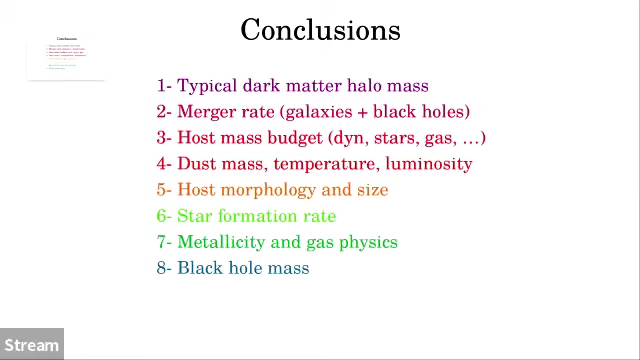 Conclusions
Conclusions
1- Typical dark matter halo mass
2- Merger rate (galaxies + black holes)
3- Host mass budget (dyn, stars, gas, …)
4- Dust mass, temperature, luminosity
5- Host morphology and size
6- Star formation rate
7- Metallicity and gas physics
8- Black hole mass
Stream